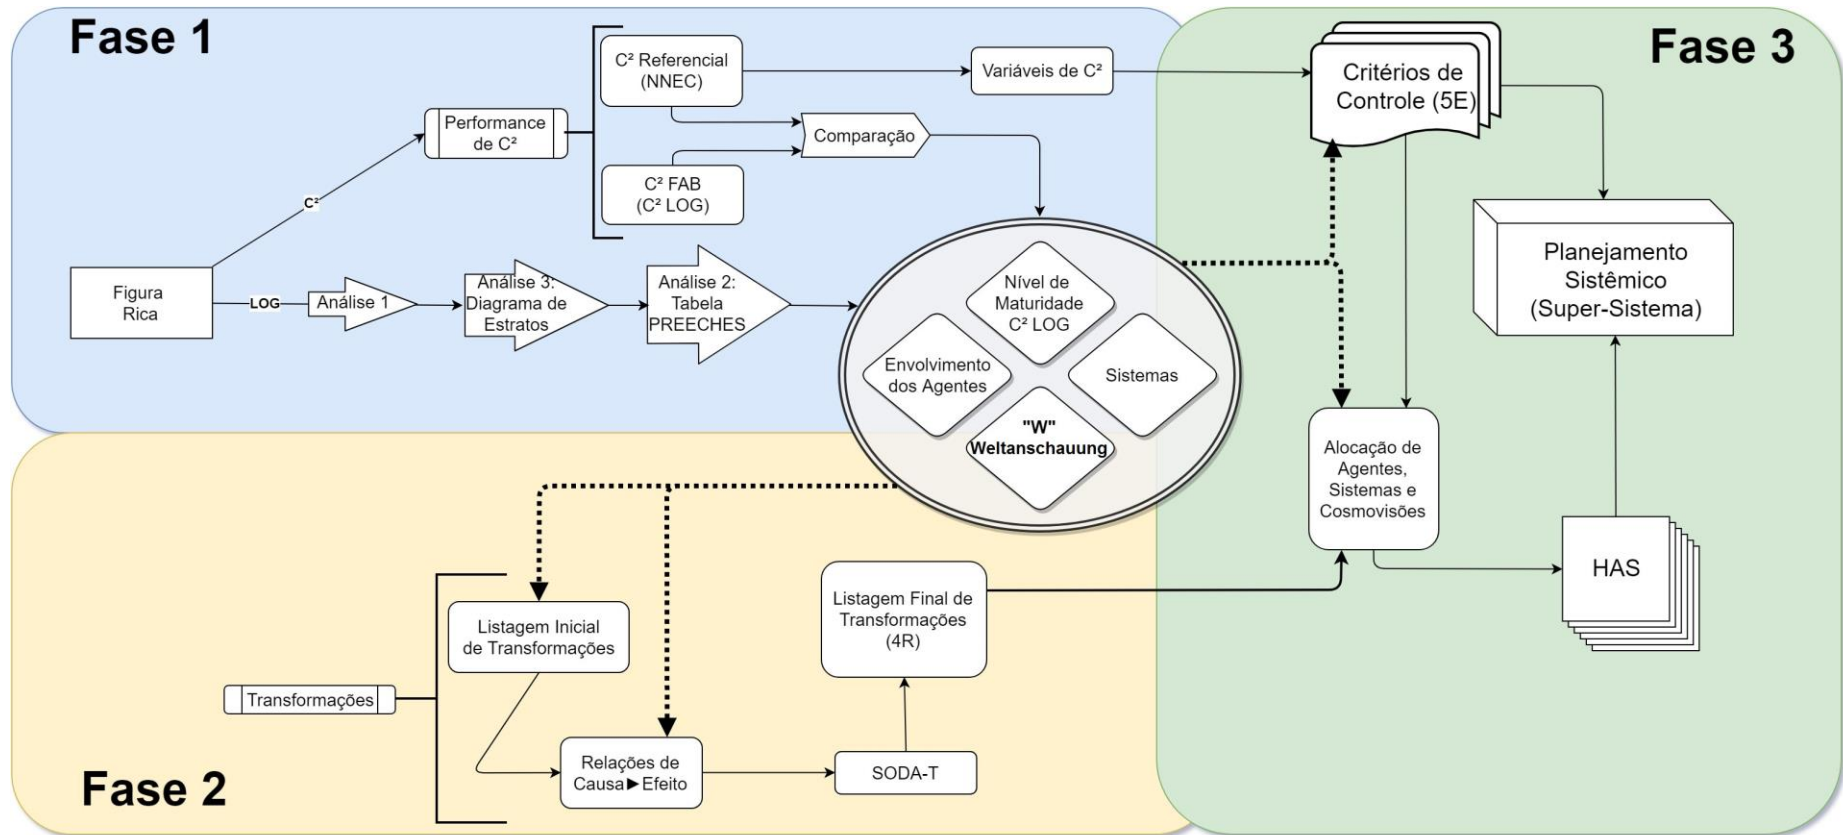 Fase 1
Fase 3
C² Referencial
(NNEC)
Variáveis de C²
Critérios de
Controle (5E)
Performance
de C²
Comparação
C² FAB
(C² LOG)
C²
Figura
Rica
LOG
Análise 1
Análise 3:
Diagrama de
Estratos
Análise 2:
Tabela
PREECHES
Nível de
Maturidade
C² LOG
Envolvimento
dos Agentes
Sistemas
"W"
Weltanschauung
Planejamento
Sistêmico
(Super-Sistema)
Alocação de
Agentes,
Sistemas e
Cosmovisões
HAS
Listagem Inicial
de Transformações
Listagem Final de
Transformações
(4R)
Transformações
Relações de
Causa►Efeito
SODA-T
Fase 2